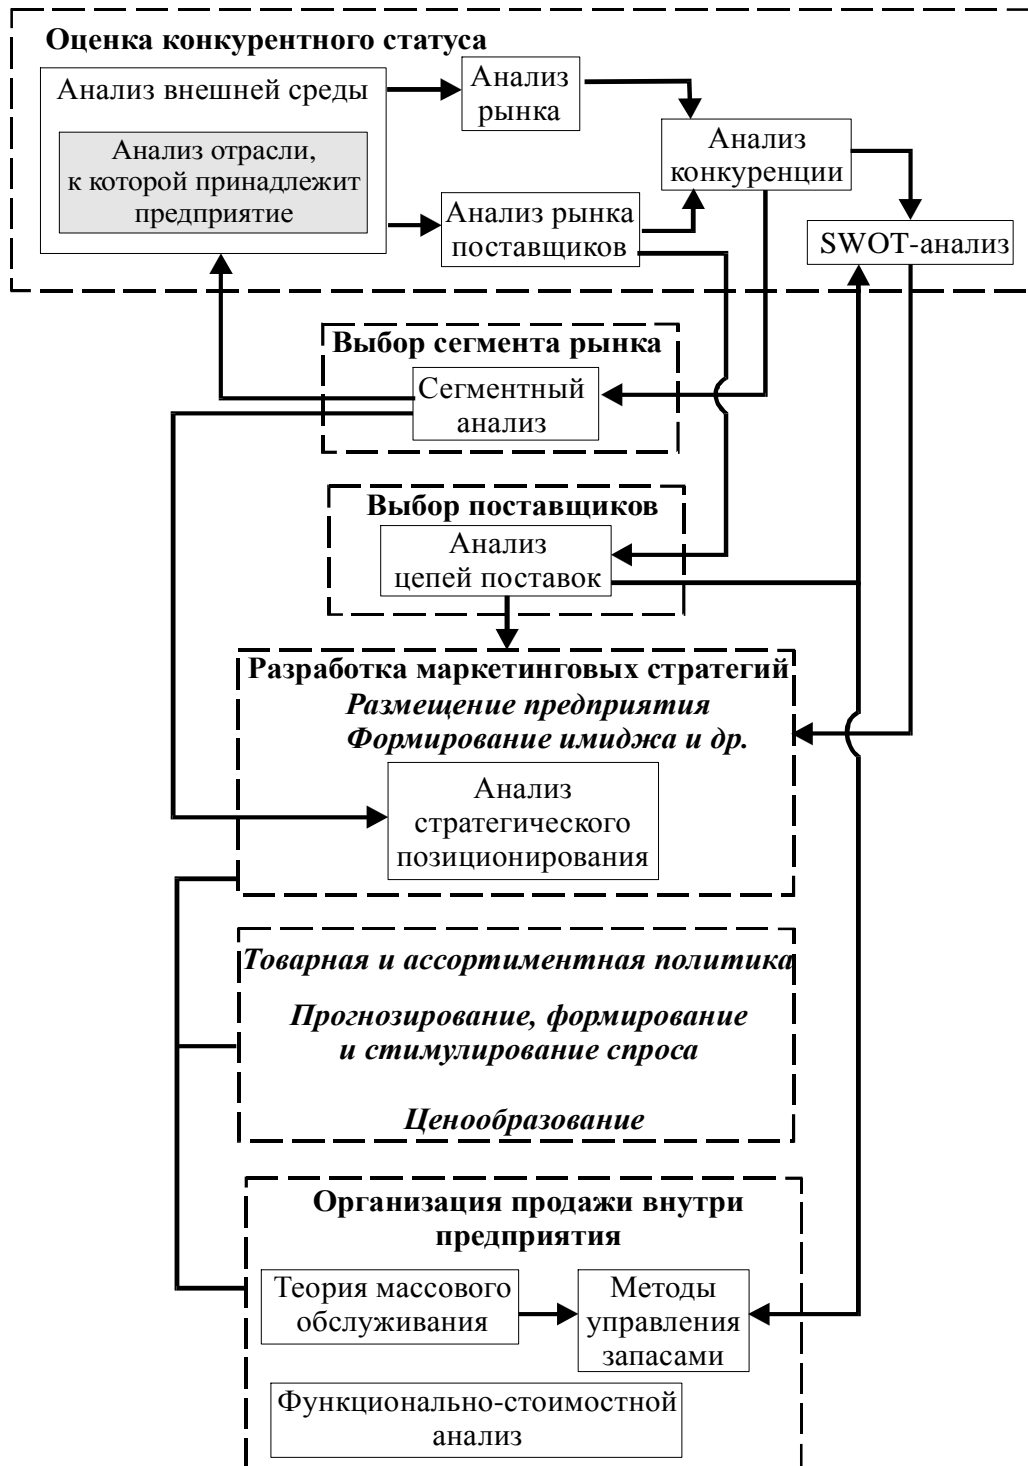 Оценка конкурентного статуса
Анализ внешней среды
Анализ отрасли,
к которой принадлежит
предприятие
Анализ
рынка
Анализ рынка
поставщиков
Анализ
конкуренции
SWOT-анализ
Выбор сегмента рынка
Сегментный
анализ
Выбор поставщиков
Анализ
цепей поставок
Разработка маркетинговых стратегий
Размещение предприятия
Формирование имиджа и др.
Анализ
стратегического
позиционирования
Товарная и ассортиментная политика
Прогнозирование, формирование
и стимулирование спроса
Ценообразование
Организация продажи внутри
предприятия
Теория массового
обслуживания
Методы
управления
запасами
Функционально-стоимостной
анализ